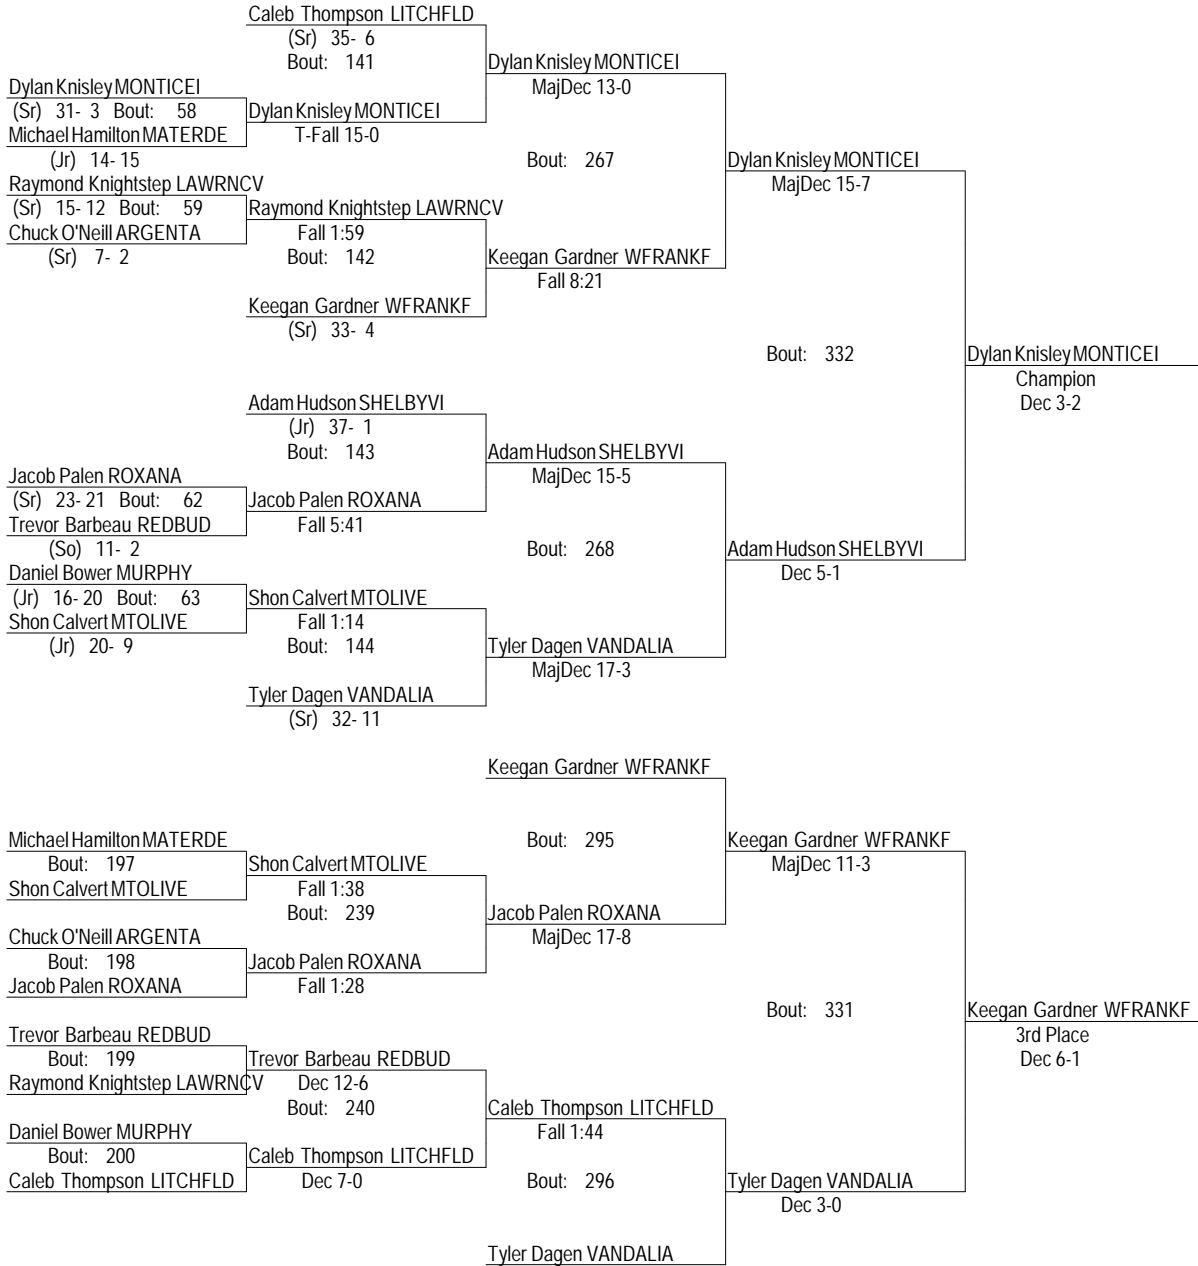 Caleb Thompson LITCHFLD
(Sr) 35- 6
Bout: 141
Dylan Knisley MONTICEI
MajDec 13-0
Dylan Knisley MONTICEI
(Sr) 31- 3 Bout: 58
Dylan Knisley MONTICEI
T-Fall 15-0
Michael Hamilton MATERDE
(Jr) 14- 15
Bout: 267
Dylan Knisley MONTICEI
MajDec 15-7
Raymond Knightstep LAWRNCV
(Sr) 15- 12 Bout: 59
Raymond Knightstep LAWRNCV
Fall 1:59
Chuck O'Neill ARGENTA
(Sr) 7- 2
Bout: 142
Keegan Gardner WFRANKF
Fall 8:21
Keegan Gardner WFRANKF
(Sr) 33- 4
Bout: 332
Dylan Knisley MONTICEI
Champion
Dec 3-2
Adam Hudson SHELBYVI
(Jr) 37- 1
Bout: 143
Adam Hudson SHELBYVI
MajDec 15-5
Jacob Palen ROXANA
(Sr) 23- 21 Bout: 62
Jacob Palen ROXANA
Fall 5:41
Trevor Barbeau REDBUD
(So) 11- 2
Bout: 268
Adam Hudson SHELBYVI
Dec 5-1
Daniel Bower MURPHY
(Jr) 16- 20 Bout: 63
Shon Calvert MTOLIVE
Fall 1:14
Shon Calvert MTOLIVE
(Jr) 20- 9
Bout: 144
Tyler Dagen VANDALIA
MajDec 17-3
Tyler Dagen VANDALIA
(Sr) 32- 11
Keegan Gardner WFRANKF
Bout: 295
Keegan Gardner WFRANKF
MajDec 11-3
Michael Hamilton MATERDE
Bout: 197
Shon Calvert MTOLIVE
Shon Calvert MTOLIVE
Fall 1:38
Bout: 239
Jacob Palen ROXANA
MajDec 17-8
Chuck O'Neill ARGENTA
Bout: 198
Jacob Palen ROXANA
Jacob Palen ROXANA
Fall 1:28
Bout: 331
Keegan Gardner WFRANKF
3rd Place
Dec 6-1
Trevor Barbeau REDBUD
Bout: 199
Raymond Knightstep LAWRNCV
Trevor Barbeau REDBUD
Dec 12-6
Bout: 240
Caleb Thompson LITCHFLD
Fall 1:44
Daniel Bower MURPHY
Bout: 200
Caleb Thompson LITCHFLD
Caleb Thompson LITCHFLD
Dec 7-0
Bout: 296
Tyler Dagen VANDALIA
Dec 3-0
Tyler Dagen VANDALIA